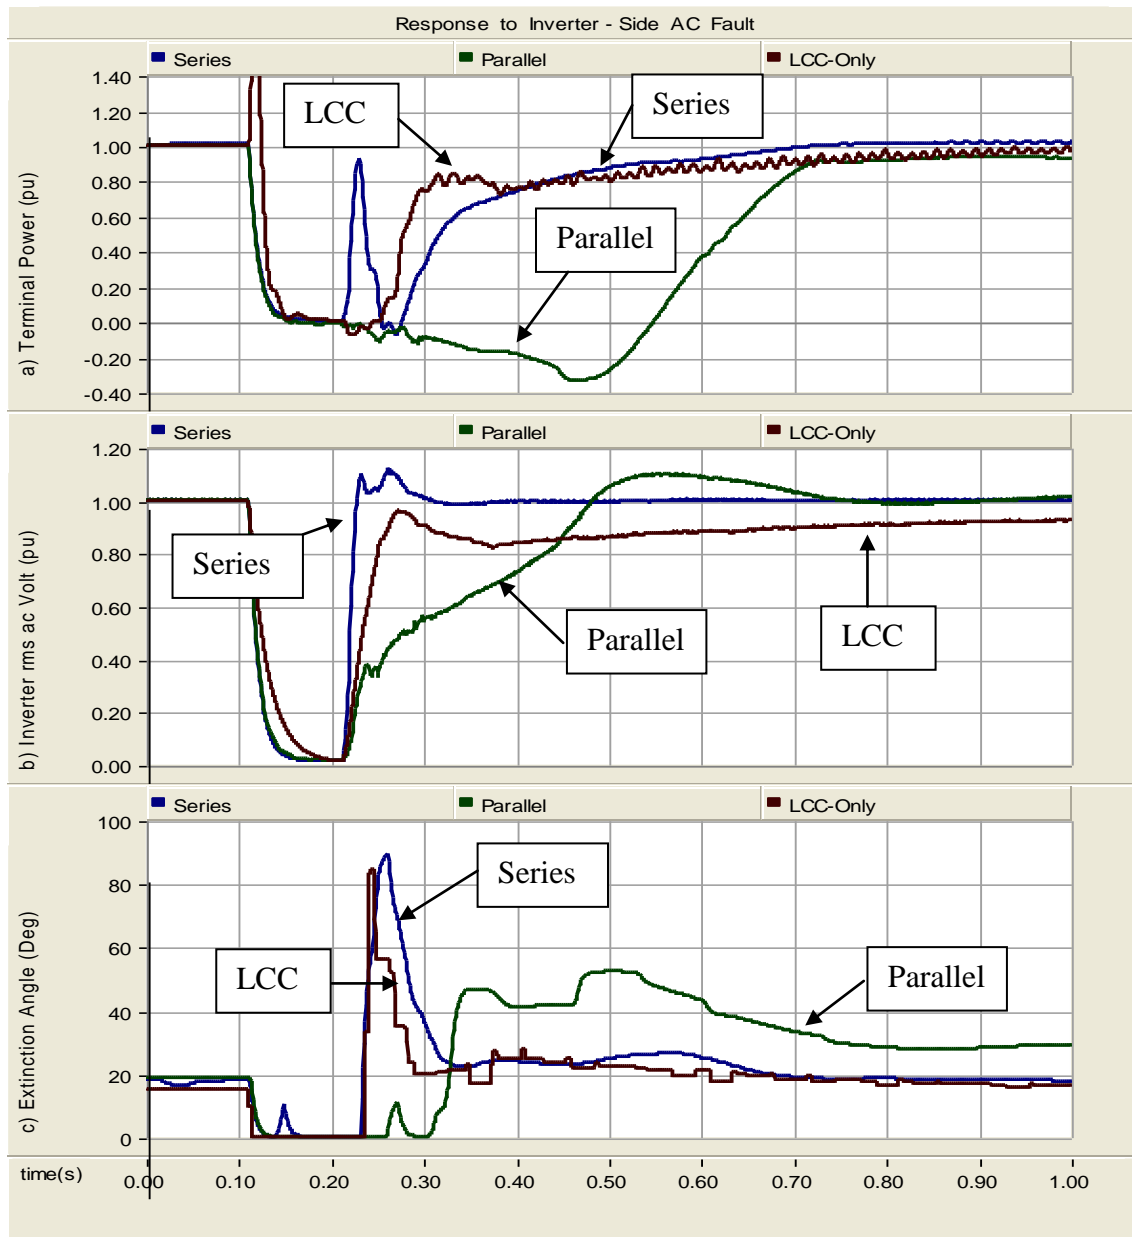 Response to Inverter - Side AC Fault
Series Parallel LCC-Only
a) Terminal Power (pu)
1.40
1.20
1.00
0.80
0.60
0.40
0.20
0.00
-0.20
-0.40
LCC
Series
Parallel
Series Parallel LCC-Only
b) Inverter rms ac Volt (pu)
1.20
1.00
0.80
0.60
0.40
0.20
0.00
Series
Parallel
LCC
Series Parallel LCC-Only
c) Extinction Angle (Deg)
100
80
60
40
20
0
Series
LCC
Parallel
time(s)
0.00 0.10 0.20 0.30 0.40 0.50 0.60 0.70 0.80 0.90 1.00